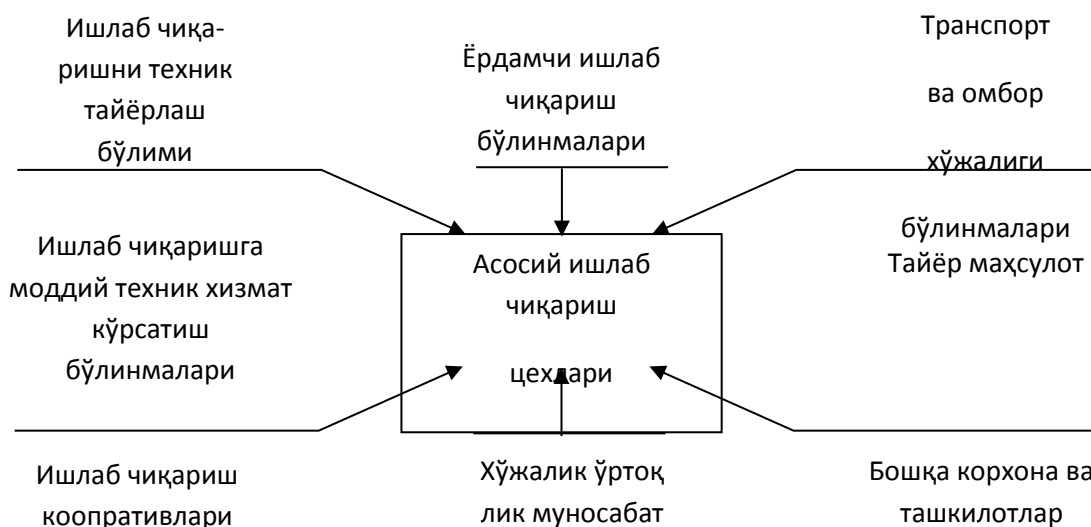 Ишлаб чиқа-
ришни техник
тайёрлаш
бўлими
Ёрдамчи ишлаб
чиқариш
бўлинмалари
Транспорт
ва омбор
хўжалиги
бўлинмалари
Ишлаб чиқаришга
моддий техник хизмат
кўрсатиш
бўлинмалари
Асосий ишлаб
чиқариш
цехлари
Тайёр маҳсулот
Ишлаб чиқариш
коопративлари
Хўжалик ўртоқ
лик муносабат
Бошқа корхона ва
ташкилотлар